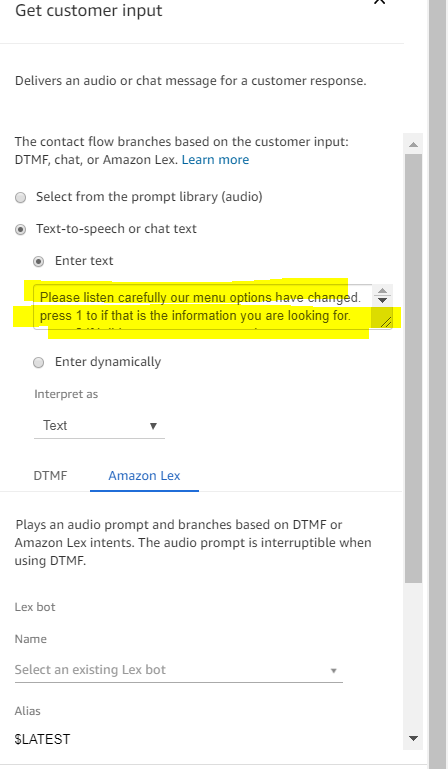 Get customer input
Delivers an audio or chat message for a customer response.
The contact flow branches based on the customer input:
DTMF, chat, or Amazon Lex. Learn more
Select from the prompt library (audio)
Text-to-speech or chat text
Enter text
Please listen carefully our menu options have changed.
press 1 to if that is the information you are looking for.
Enter dynamically
Interpret as
Text
DTMF Amazon Lex
Plays an audio prompt and branches based on DTMF or
Amazon Lex intents. The audio prompt is interruptible when
using DTMF.
Lex bot
Name
Select an existing Lex bot
Alias
$LATEST